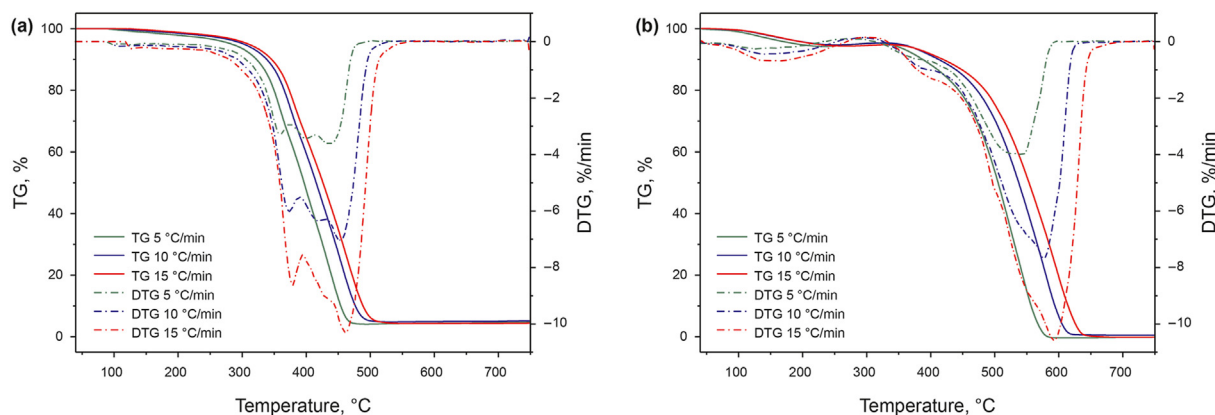 (a)
100
80
60
40
20
0
TG, %
TG 5 °C/min
TG 10 °C/min
TG 15 °C/min
DTG 5 °C/min
DTG 10 °C/min
DTG 15 °C/min
0
−2
−4
−6
−8
−10
DTG, %/min
100 200 300 400 500 600 700
Temperature, °C
(b)
100
80
60
40
20
0
TG, %
TG 5 °C/min
TG 10 °C/min
TG 15 °C/min
DTG 5 °C/min
DTG 10 °C/min
DTG 15 °C/min
0
−2
−4
−6
−8
−10
DTG, %/min
100 200 300 400 500 600 700
Temperature, °C